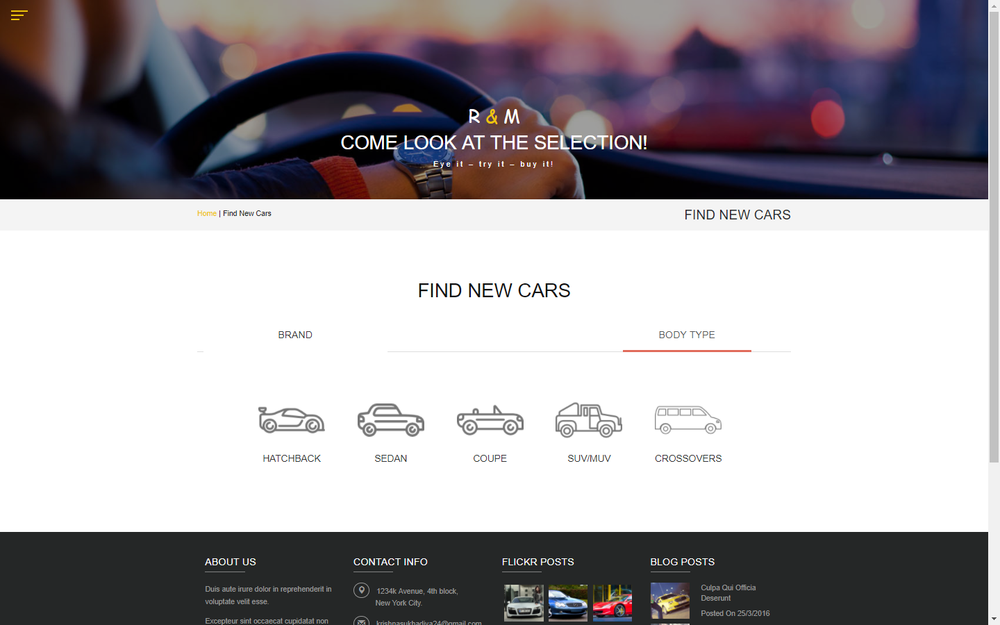 R & M
COME LOOK AT THE SELECTION!
Eye it – try it – buy it!
Home | Find New Cars
FIND NEW CARS
FIND NEW CARS
BRAND
BODY TYPE
HATCHBACK
SEDAN
COUPE
SUV/MUV
CROSSOVERS
ABOUT US
Duis aute irure dolor in reprehenderit in
voluptate velit esse.
Excepteur sint occaecat cupidatat non
CONTACT INFO
1234k Avenue, 4th block,
New York City.
krishnasukhadiya24@gmail.com
FLICKR POSTS
BLOG POSTS
Culpa Qui Officia
Deserunt
Posted On 25/3/2016